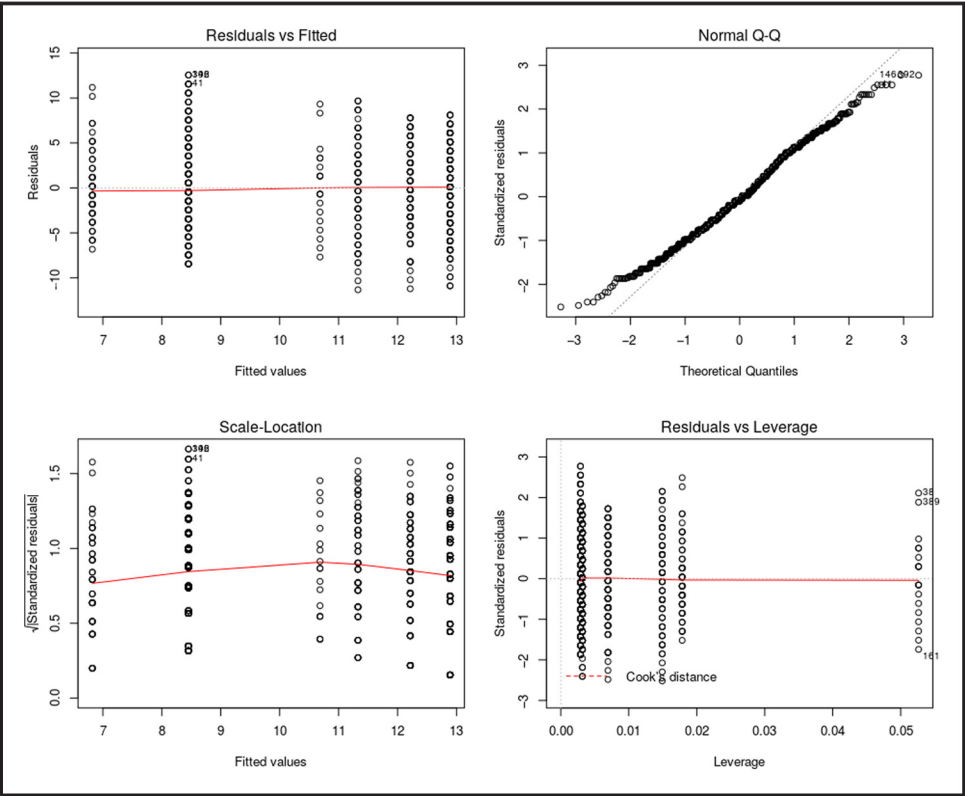 Residuals vs Fitted
Residuals
15
10
5
0
−5
−10
41
7 8 9 10 11 12 13
Fitted values
Normal Q-Q
Standardized residuals
3
2
1
0
−1
−2
−3 −2 −1 0 1 2 3
Theoretical Quantiles
Scale-Location
√|Standardized residuals|
1.5
1.0
0.5
0.0
41
7 8 9 10 11 12 13
Fitted values
Residuals vs Leverage
Standardized residuals
3
2
1
0
−1
−2
−3
38
389
161
Cook's distance
0.00 0.01 0.02 0.03 0.04 0.05
Leverage